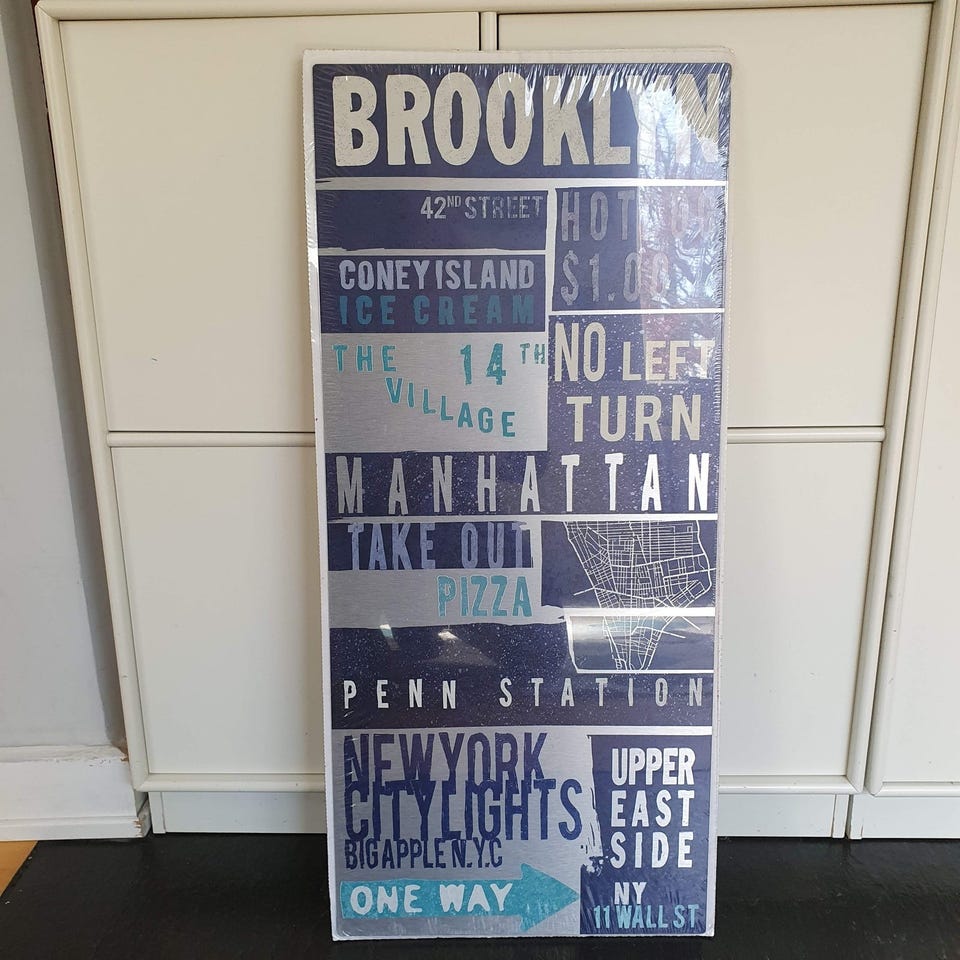 BROOKLYN
42ND STREET
HOT
$1.00
CONEY ISLAND
ICE CREAM
THE 14TH
VILLAGE
NO LEFT
TURN
MANHATTAN
TAKE OUT
PIZZA
PENN STATION
NEWYORK
CITYLIGHTS
BIGAPPLE N.Y.C
ONE WAY
UPPER
EAST
SIDE
NY
11 WALL ST